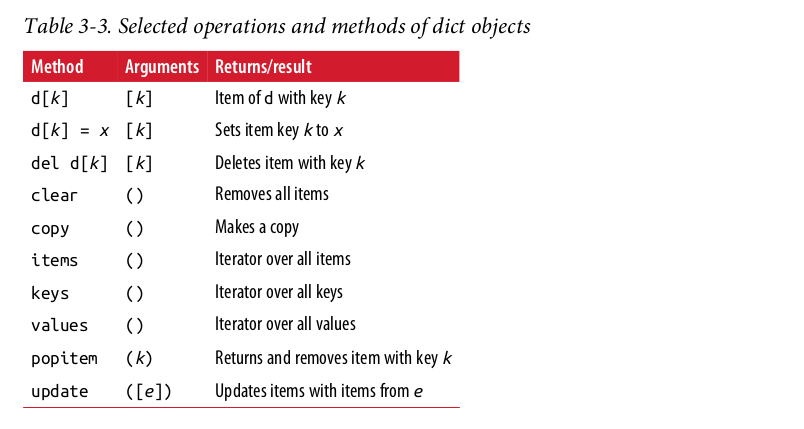 Table 3-3. Selected operations and methods of dict objects
Method Arguments Returns/result
d[k] [k] Item of d with key k
d[k] = x [k] Sets item key k to x
del d[k] [k] Deletes item with key k
clear () Removes all items
copy () Makes a copy
items () Iterator over all items
keys () Iterator over all keys
values () Iterator over all values
popitem (k) Returns and removes item with key k
update ([e]) Updates items with items from e